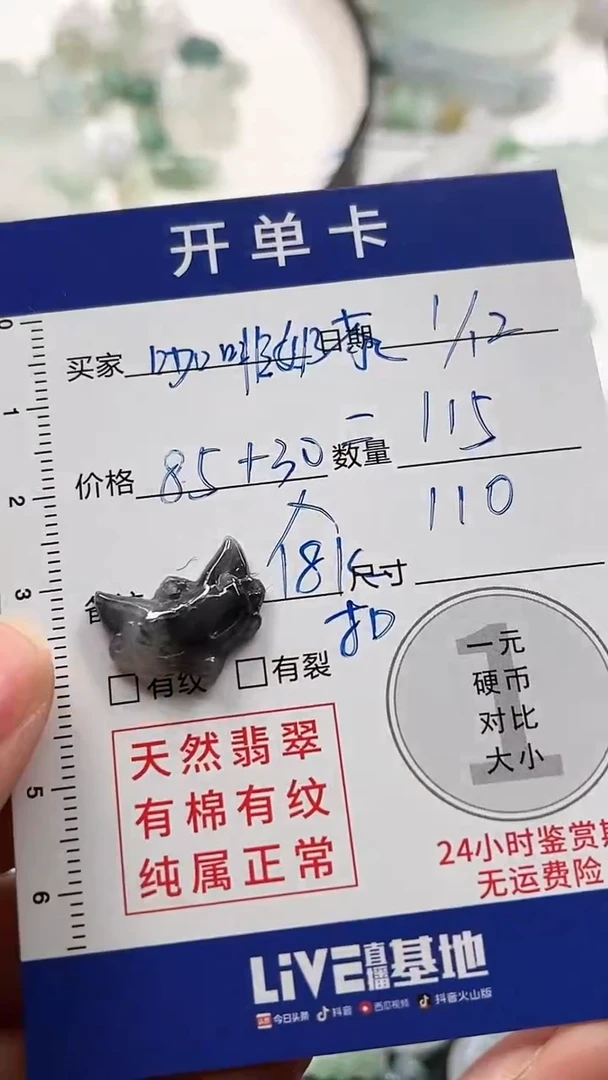 开单卡
买家 日期 1/12
价格 85+30 数量 115
110
181 尺寸
扣
有纹 有裂
天然翡翠
有棉有纹
纯属正常
1
一元
硬币
对比
大小
24小时鉴赏期
无运费险
LiVE直播基地
今日头条 抖音 西瓜视频 抖音火山版
0
1
2
3
5
6